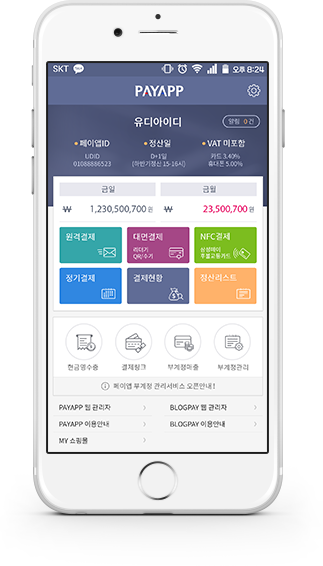 SKT 오후 8:24
PAYAPP
유디아이디
알림 0건
페이앱ID 정산일 VAT 미포함
UDID D+1일 카드 3.40%
01088886523 (하반기정산 15-16시) 휴대폰 5.00%
금일 금월
₩ 1,230,500,700원 ₩ 23,500,700원
원격결제 대면결제 NFC결제
리더기 삼성페이
QR/수기 후불교통카드
정기결제 결제현황 정산리스트
현금영수증 결제링크 부계정매출 부계정관리
페이앱 부계정 관리서비스 오픈안내!
PAYAPP 웹 관리자 BLOGPAY 웹 관리자
PAYAPP 이용안내 BLOGPAY 이용안내
MY 쇼핑몰